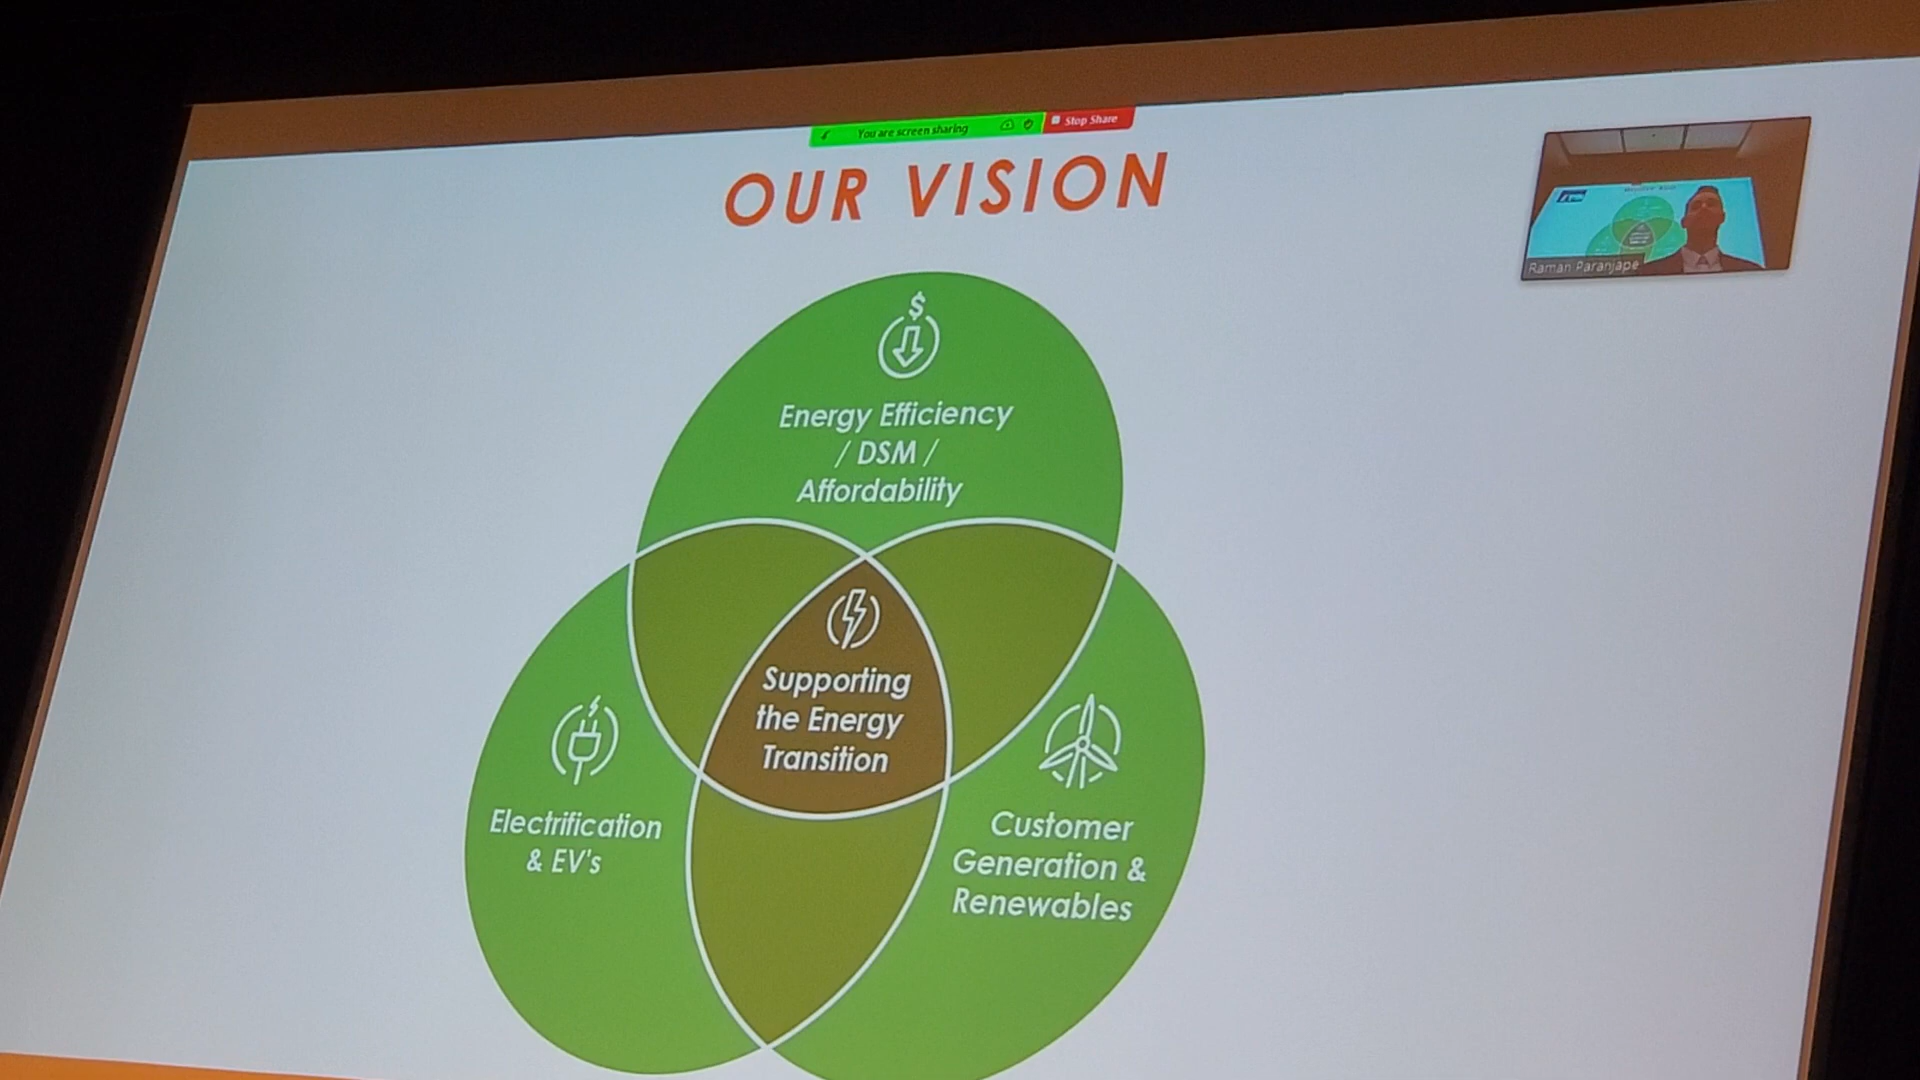 You are screen sharing
Stop Share
OUR VISION
Raman Paranjape
$
Energy Efficiency
/ DSM /
Affordability
Supporting
the Energy
Transition
Electrification
& EV's
Customer
Generation &
Renewables